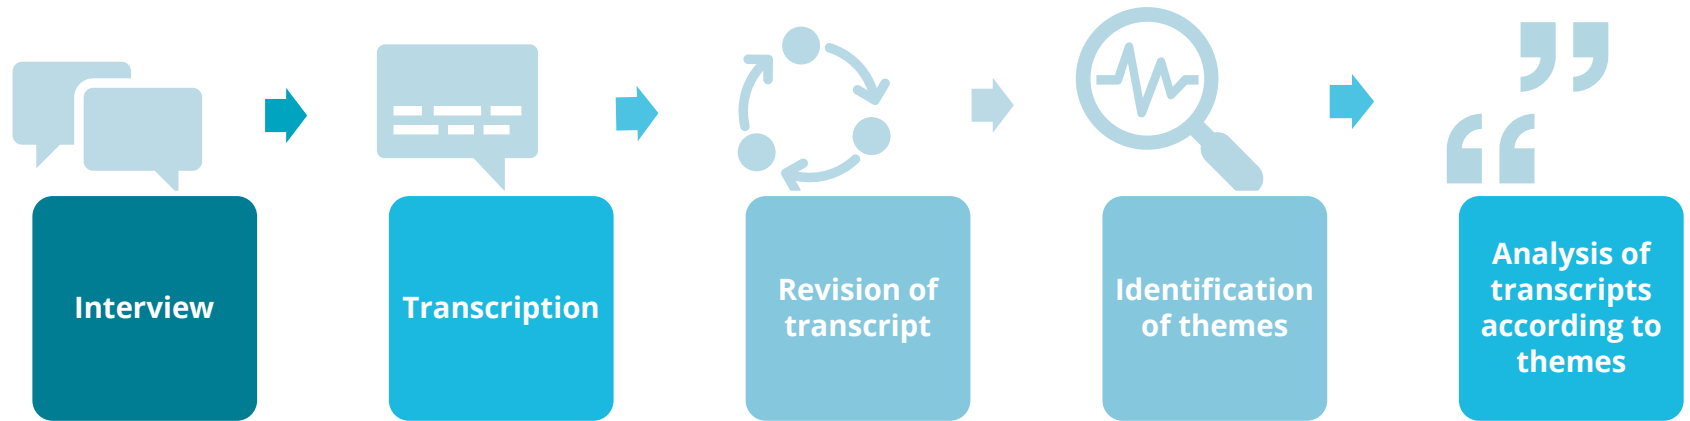 Interview
Transcription
Revision of
transcript
Identification
of themes
Analysis of
transcripts
according to
themes